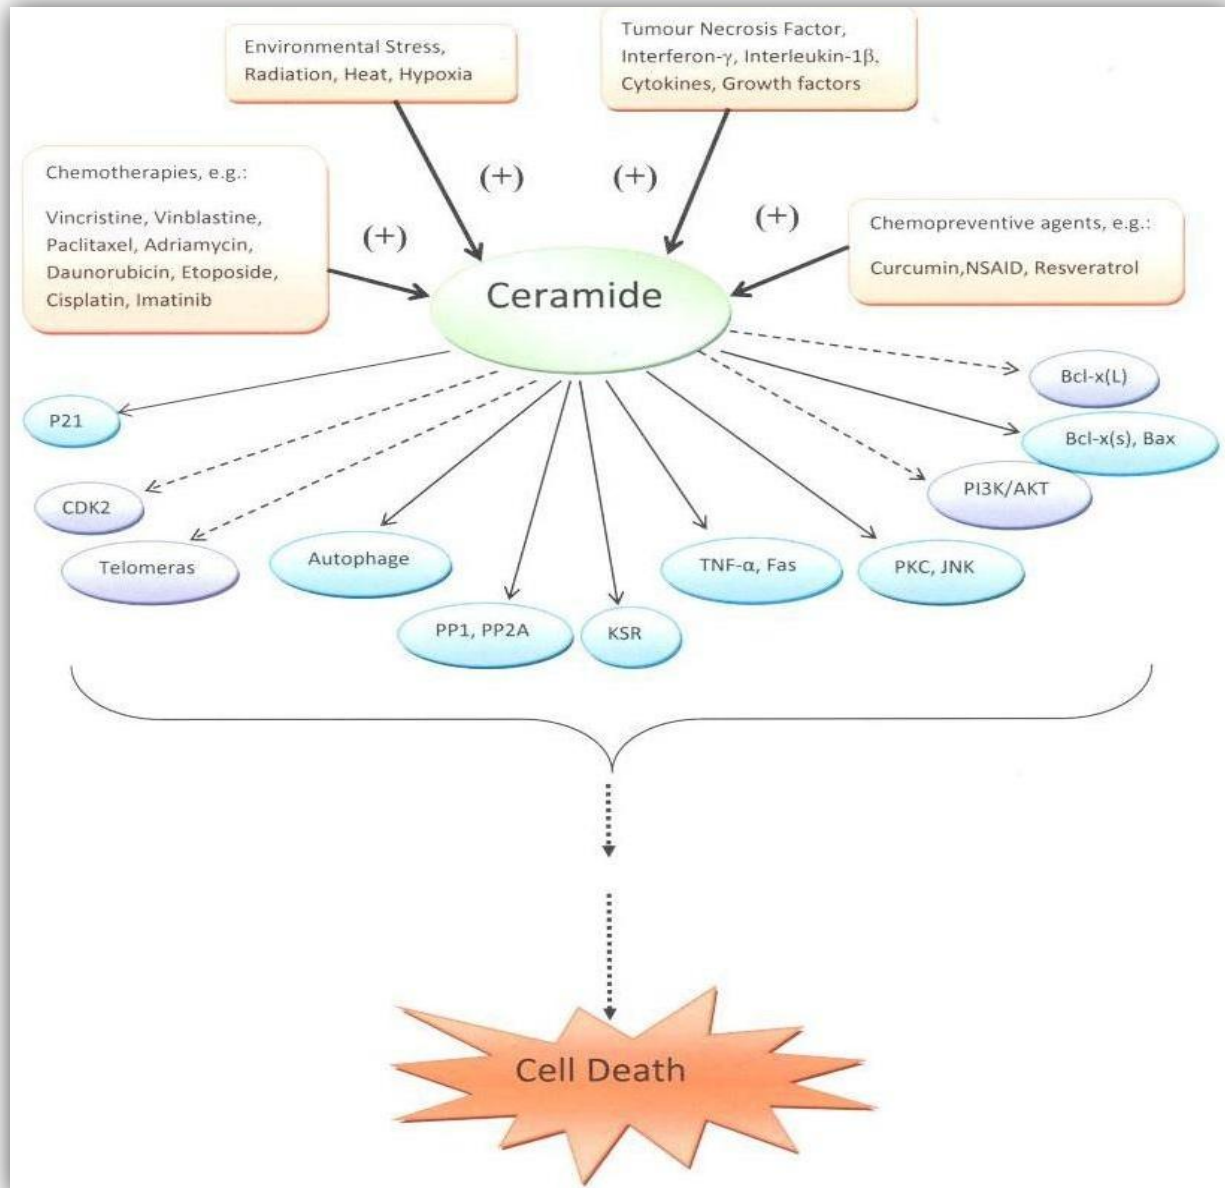 Environmental Stress,
Radiation, Heat, Hypoxia
Tumour Necrosis Factor,
Interferon-γ, Interleukin-1β,
Cytokines, Growth factors
Chemotherapies, e.g.:
Vincristine, Vinblastine,
Paclitaxel, Adriamycin,
Daunorubicin, Etoposide,
Cisplatin, Imatinib
(+)
(+)
(+)
(+)
Chemopreventive agents, e.g.:
Curcumin,NSAID, Resveratrol
Ceramide
P21
CDK2
Telomeras
Autophage
PP1, PP2A
KSR
TNF-α, Fas
PKC, JNK
PI3K/AKT
Bcl-x(s), Bax
Bcl-x(L)
Cell Death